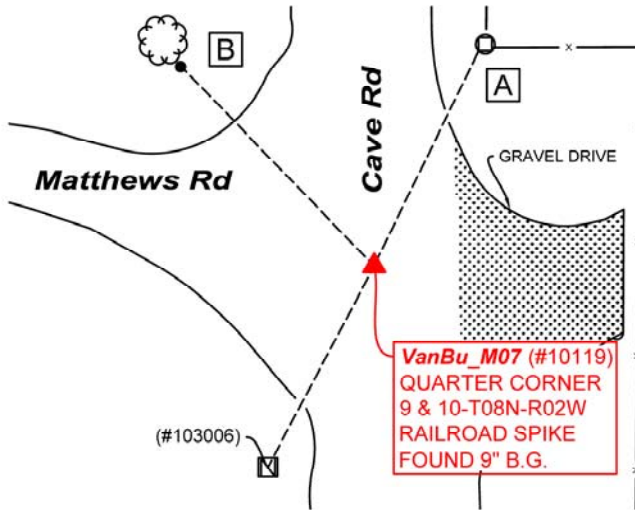 B
A
Cave Rd
GRAVEL DRIVE
Matthews Rd
VanBu_M07 (#10119)
QUARTER CORNER
9 & 10-T08N-R02W
RAILROAD SPIKE
FOUND 9" B.G.
(#103006)